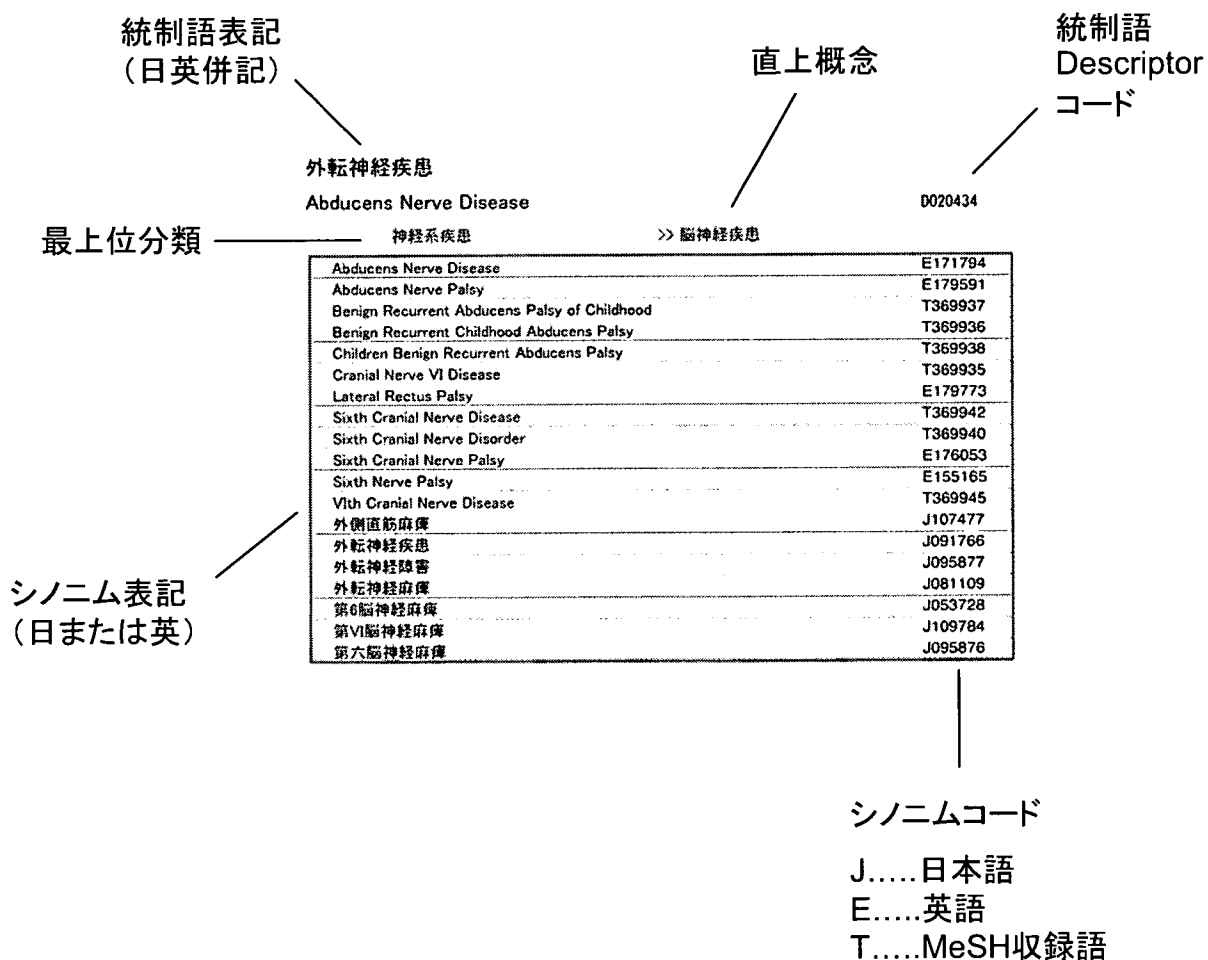 統制語表記
（日英併記）
直上概念
統制語
Descriptor
コード
外転神経疾患
Abducens Nerve Disease
D020434
最上位分類
神経系疾患
>> 脳神経疾患
Abducens Nerve Disease E171794
Abducens Nerve Palsy E179591
Benign Recurrent Abducens Palsy of Childhood T369937
Benign Recurrent Childhood Abducens Palsy T369936
Children Benign Recurrent Abducens Palsy T369938
Cranial Nerve VI Disease T369935
Lateral Rectus Palsy E179773
Sixth Cranial Nerve Disease T369942
Sixth Cranial Nerve Disorder T369940
Sixth Cranial Nerve Palsy E176053
Sixth Nerve Palsy E155165
VIth Cranial Nerve Disease T369945
外側直筋麻痺 J107477
外転神経疾患 J091766
外転神経障害 J095877
外転神経麻痺 J081109
第6脳神経麻痺 J053728
第VI脳神経麻痺 J109784
第六脳神経麻痺 J095876
シノニム表記
（日または英）
シノニムコード
J.....日本語
E.....英語
T.....MeSH収録語